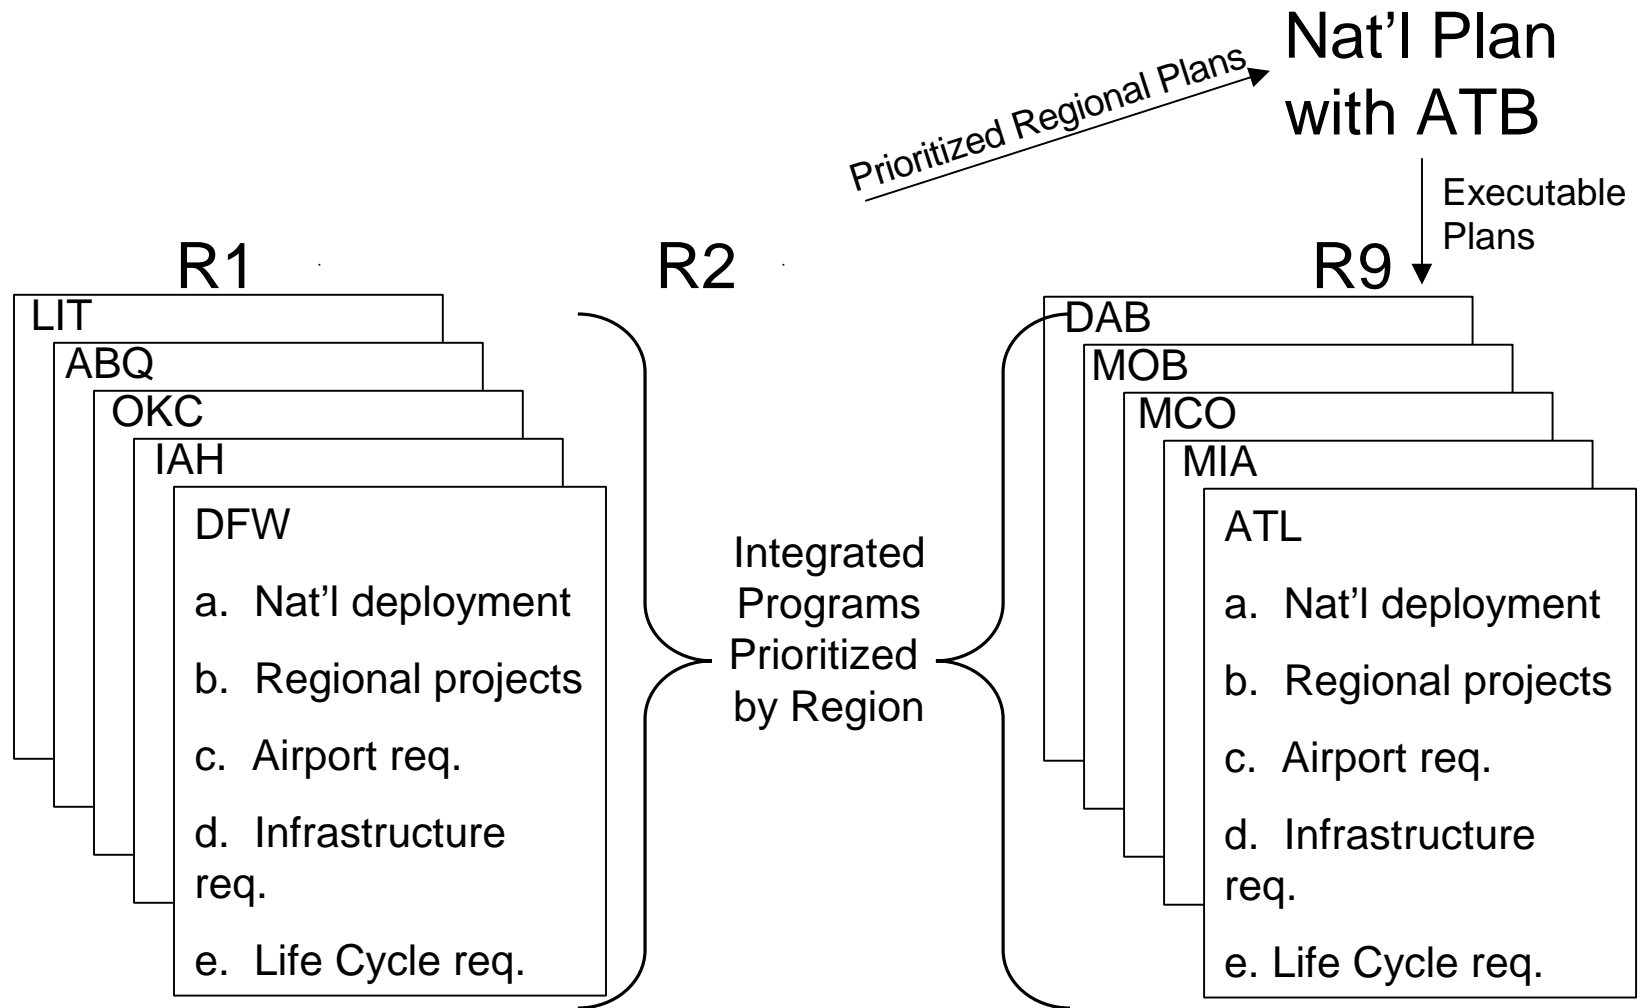 Nat'l Plan
with ATB
Prioritized Regional Plans
Executable
Plans
R1
R2
R9
LIT
ABQ
OKC
IAH
DFW
a. Nat'l deployment
b. Regional projects
c. Airport req.
d. Infrastructure
req.
e. Life Cycle req.
Integrated
Programs
Prioritized
by Region
DAB
MOB
MCO
MIA
ATL
a. Nat'l deployment
b. Regional projects
c. Airport req.
d. Infrastructure
req.
e. Life Cycle req.